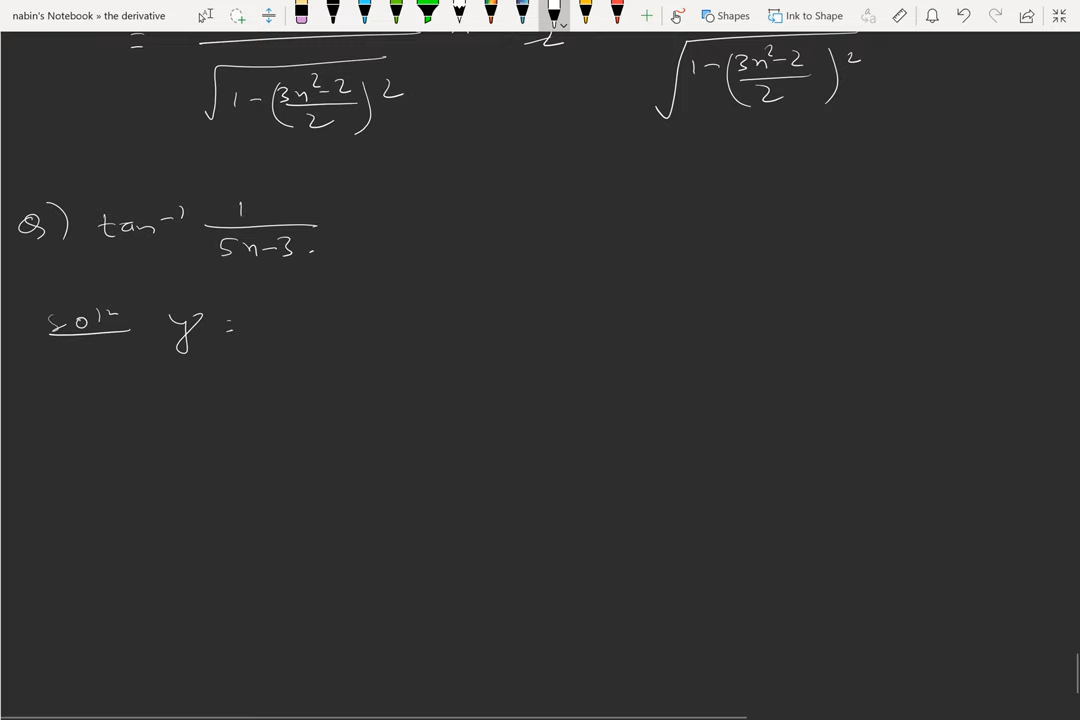 nabin's Notebook » the derivative
Shapes
Ink to Shape
=
√1 - (3x²-2/2)²
√1 - (3x²-2/2)²
Q) tan⁻¹ 1/5x-3.
soln y =